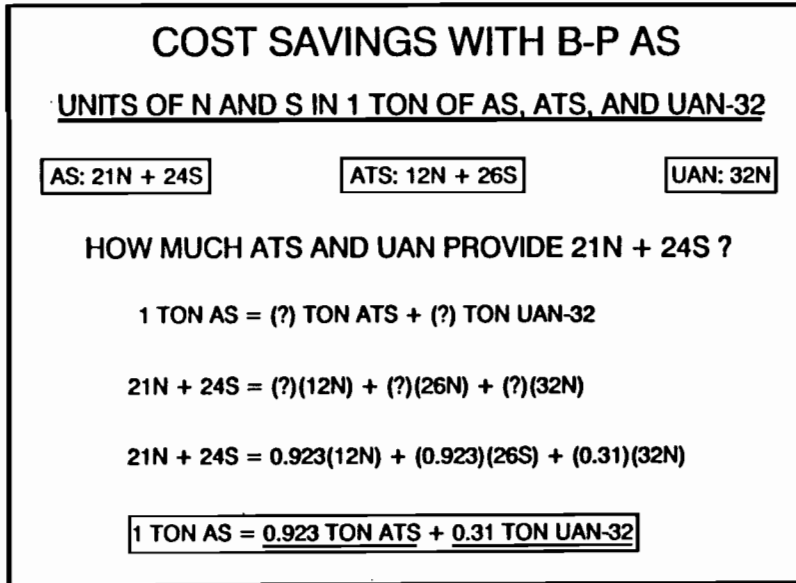 COST SAVINGS WITH B-P AS
UNITS OF N AND S IN 1 TON OF AS, ATS, AND UAN-32
AS: 21N + 24S ATS: 12N + 26S UAN: 32N
HOW MUCH ATS AND UAN PROVIDE 21N + 24S ?
1 TON AS = (?) TON ATS + (?) TON UAN-32
21N + 24S = (?)(12N) + (?)(26N) + (?)(32N)
21N + 24S = 0.923(12N) + (0.923)(26S) + (0.31)(32N)
1 TON AS = 0.923 TON ATS + 0.31 TON UAN-32